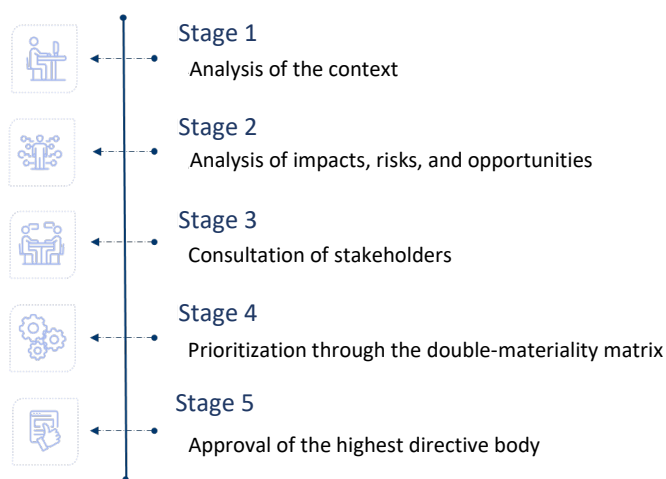 Stage 1
Analysis of the context
Stage 2
Analysis of impacts, risks, and opportunities
Stage 3
Consultation of stakeholders
Stage 4
Prioritization through the double-materiality matrix
Stage 5
Approval of the highest directive body